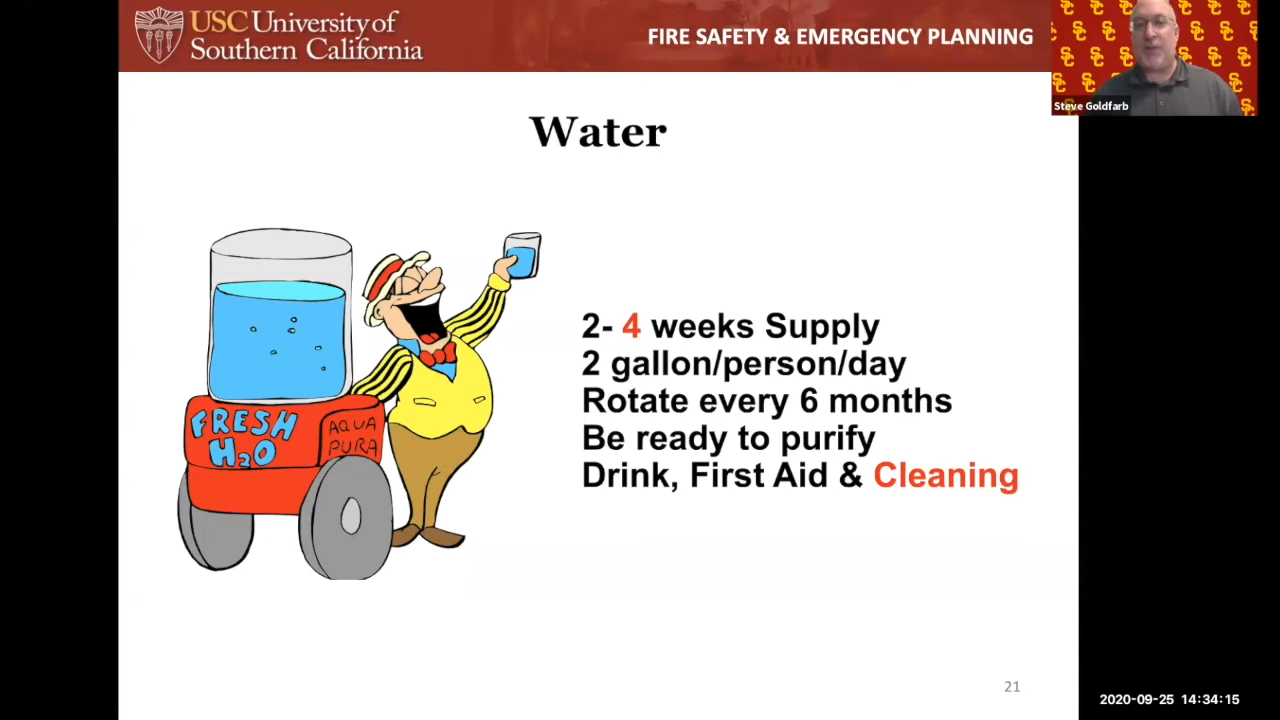 USC University of
Southern California
FIRE SAFETY & EMERGENCY PLANNING
Steve Goldfarb
Water
FRESH
H2O
AQUA
PURA
2- 4 weeks Supply
2 gallon/person/day
Rotate every 6 months
Be ready to purify
Drink, First Aid & Cleaning
21
2020-09-25 14:34:15